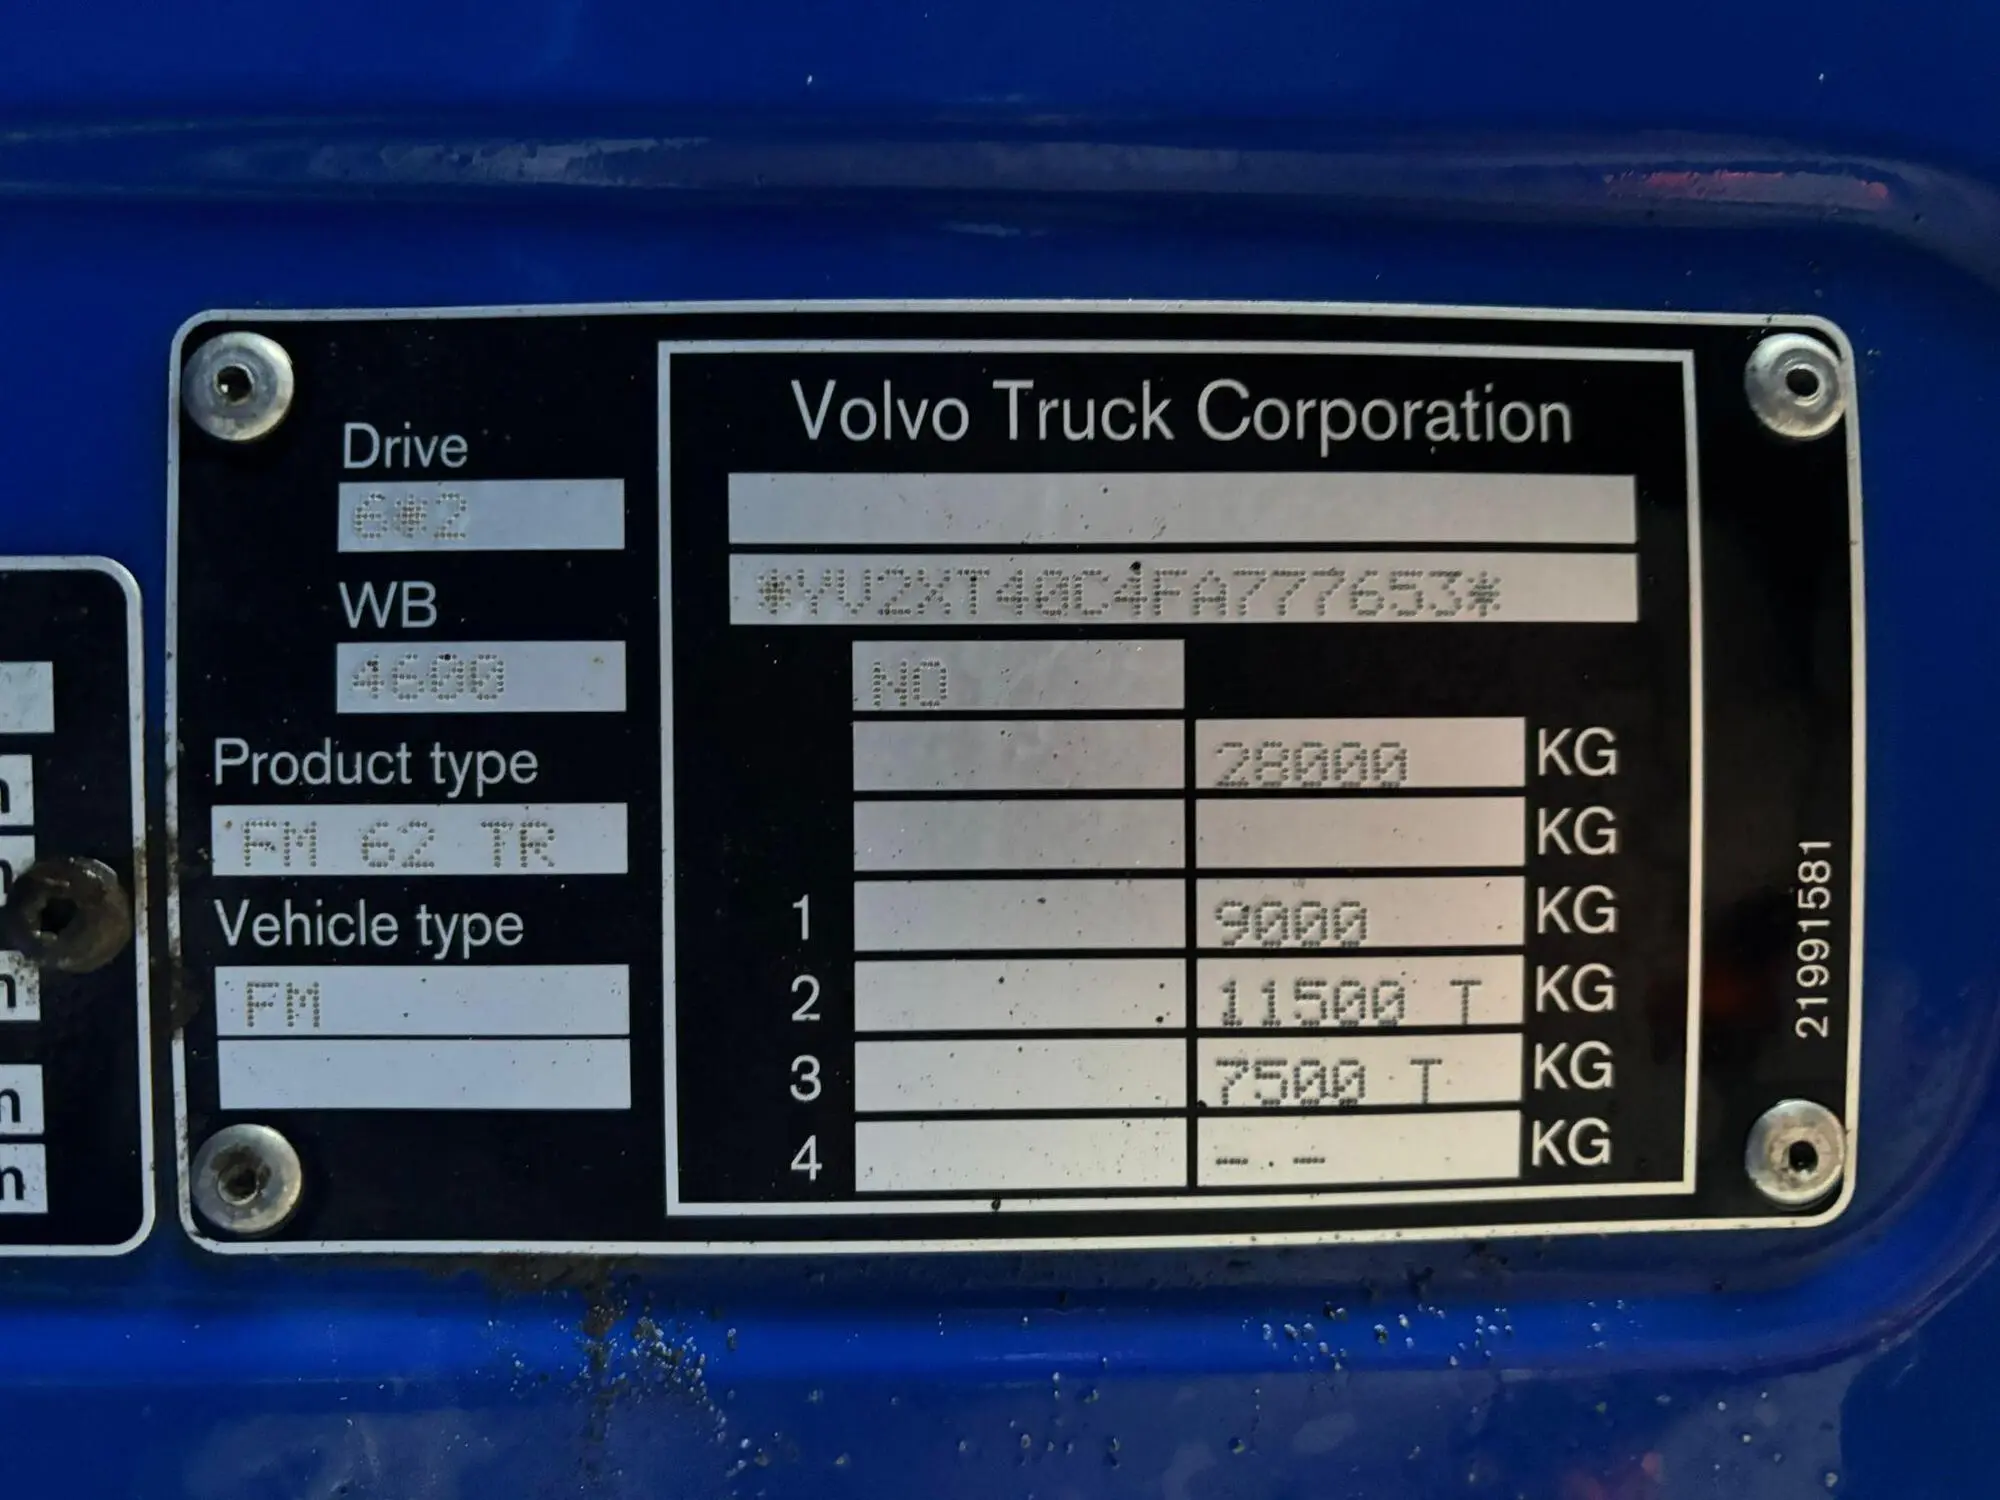 Volvo Truck Corporation
Drive
6*2
*YV2XT40C4FA777653*
WB
4600
NO
Product type
28000 KG
FM 62 TR
KG
Vehicle type
1 9000 KG
FM
2 11500 T KG
3 7500 T KG
4 - - KG
21991581
m
m
m
m
m